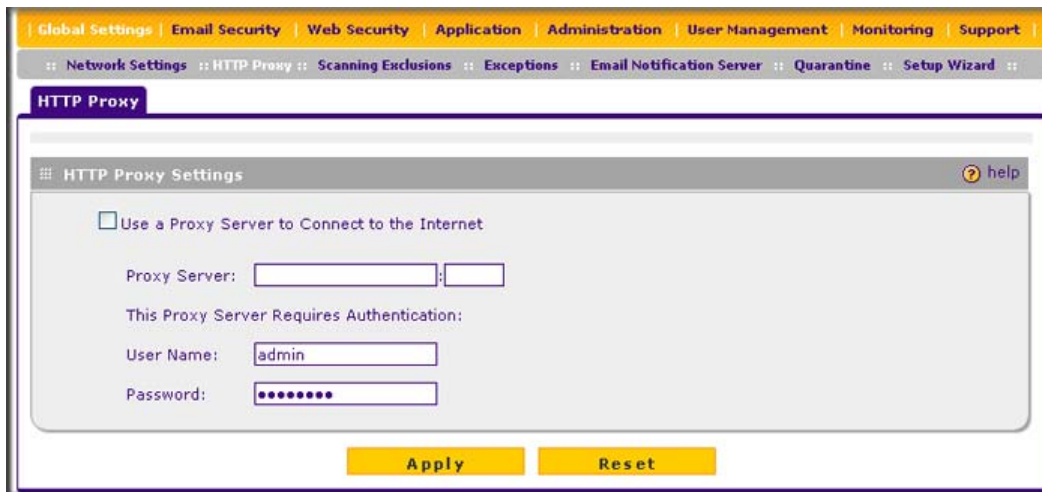 | Global Settings | Email Security | Web Security | Application | Administration | User Management | Monitoring | Support |
:: Network Settings :: HTTP Proxy :: Scanning Exclusions :: Exceptions :: Email Notification Server :: Quarantine :: Setup Wizard ::
HTTP Proxy
HTTP Proxy Settings ? help
Use a Proxy Server to Connect to the Internet
Proxy Server: :
This Proxy Server Requires Authentication:
User Name: admin
Password: ••••••••
Apply Reset